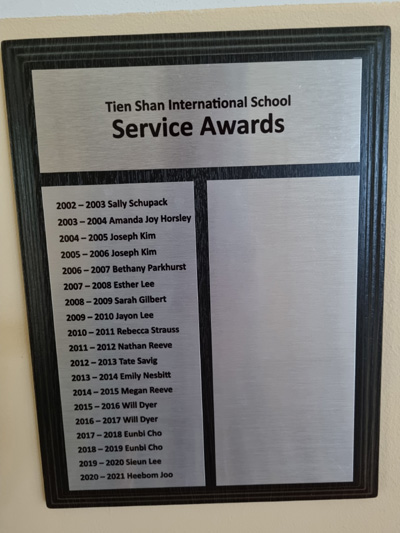 Tien Shan International School
Service Awards
2002 – 2003 Sally Schupack
2003 – 2004 Amanda Joy Horsley
2004 – 2005 Joseph Kim
2005 – 2006 Joseph Kim
2006 – 2007 Bethany Parkhurst
2007 – 2008 Esther Lee
2008 – 2009 Sarah Gilbert
2009 – 2010 Jayon Lee
2010 – 2011 Rebecca Strauss
2011 – 2012 Nathan Reeve
2012 – 2013 Tate Savig
2013 – 2014 Emily Nesbitt
2014 – 2015 Megan Reeve
2015 – 2016 Will Dyer
2016 – 2017 Will Dyer
2017 – 2018 Eunbi Cho
2018 – 2019 Eunbi Cho
2019 – 2020 Sieun Lee
2020 – 2021 Heebom Joo